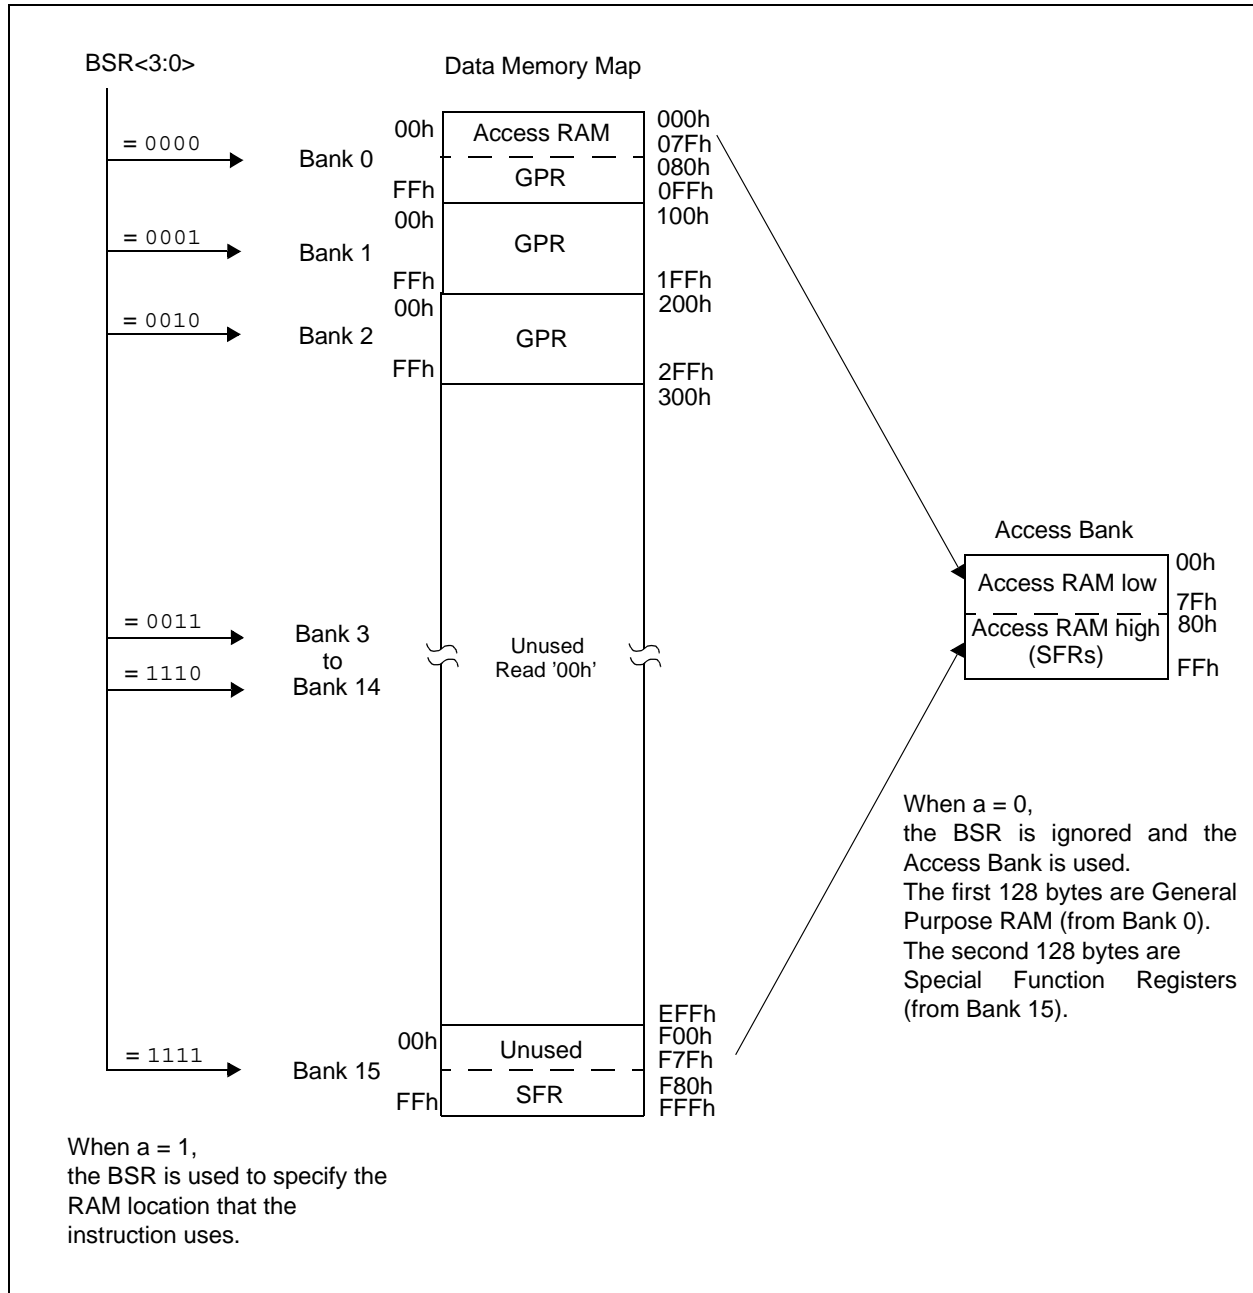 BSR<3:0>
Data Memory Map
= 0000
Bank 0
00h
Access RAM
000h
07Fh
FFh
GPR
080h
0FFh
= 0001
Bank 1
00h
GPR
100h
FFh
1FFh
= 0010
Bank 2
00h
GPR
200h
FFh
2FFh
300h
= 0011
= 1110
Bank 3
to
Bank 14
Unused
Read '00h'
Access Bank
Access RAM low
00h
7Fh
Access RAM high
(SFRs)
80h
FFh
When a = 0,
the BSR is ignored and the
Access Bank is used.
The first 128 bytes are General
Purpose RAM (from Bank 0).
The second 128 bytes are
Special Function Registers
(from Bank 15).
= 1111
Bank 15
00h
Unused
EFFh
F00h
F7Fh
FFh
SFR
F80h
FFFh
When a = 1,
the BSR is used to specify the
RAM location that the
instruction uses.